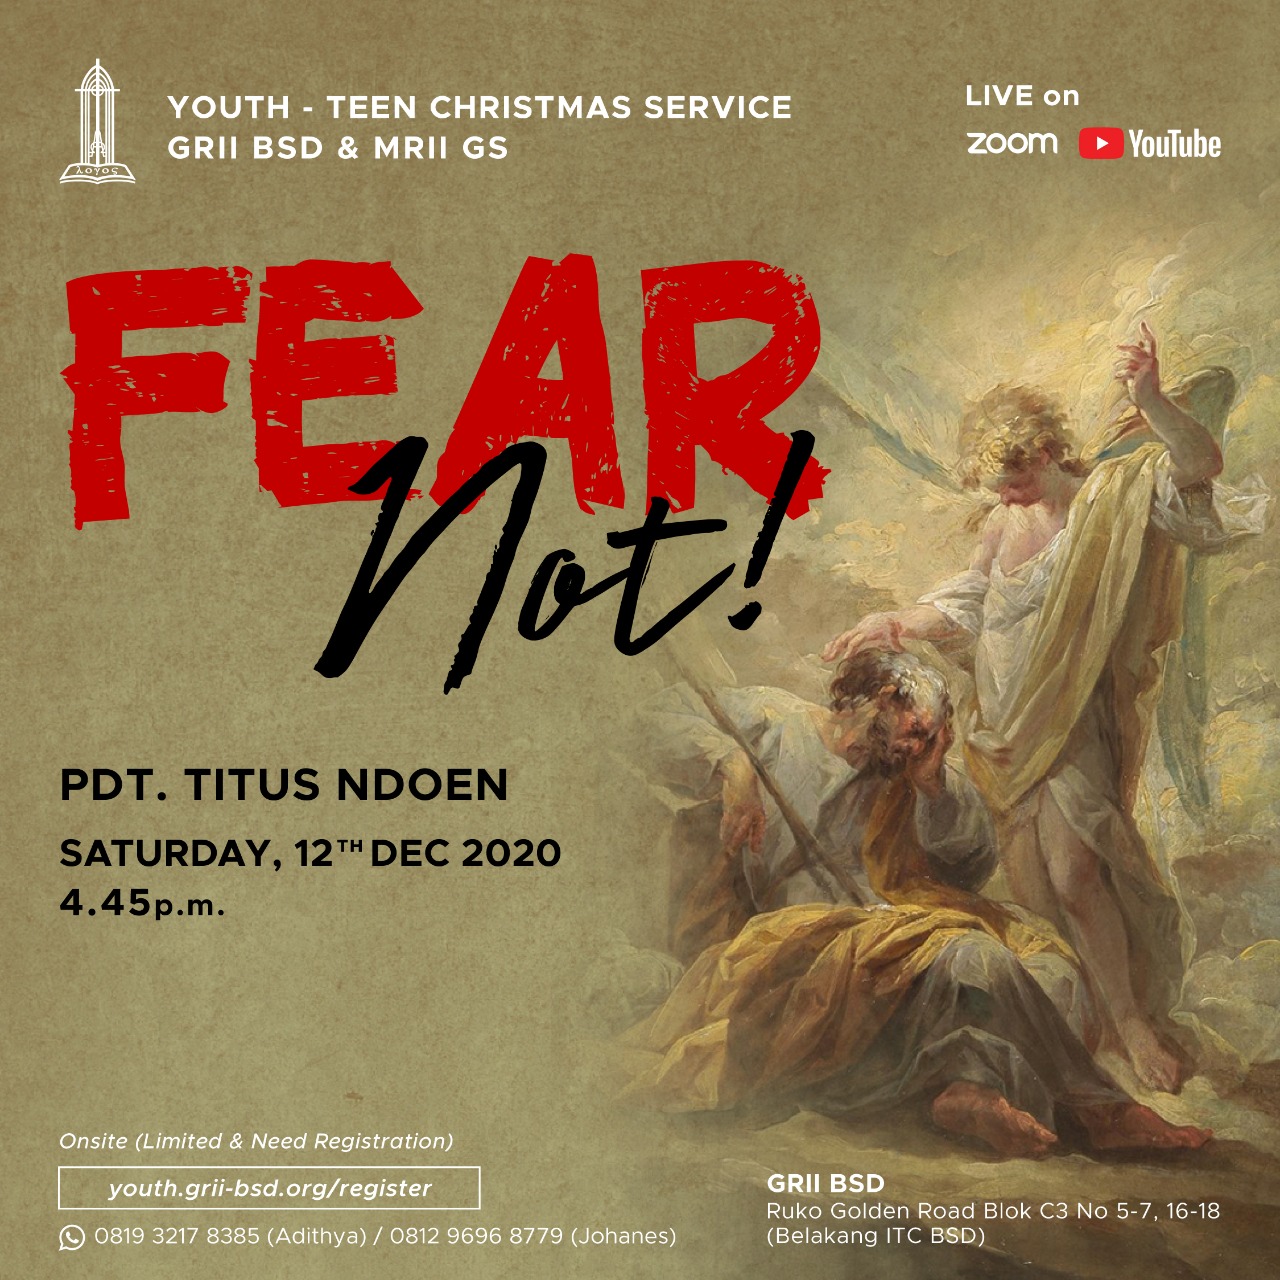 YOUTH - TEEN CHRISTMAS SERVICE
GRII BSD & MRII GS
λογος
LIVE on
zoom YouTube
FEAR
Not!
PDT. TITUS NDOEN
SATURDAY, 12TH DEC 2020
4.45p.m.
Onsite (Limited & Need Registration)
youth.grii-bsd.org/register
0819 3217 8385 (Adithya) / 0812 9696 8779 (Johanes)
GRII BSD
Ruko Golden Road Blok C3 No 5-7, 16-18
(Belakang ITC BSD)